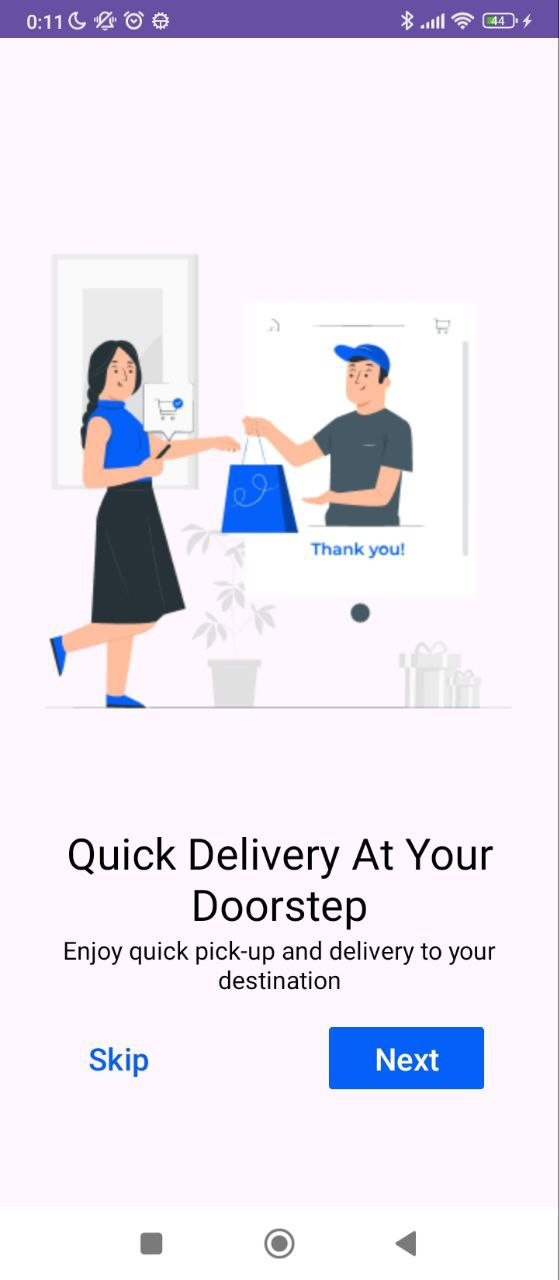 0:11
44
Thank you!
Quick Delivery At Your
Doorstep
Enjoy quick pick-up and delivery to your
destination
Skip
Next